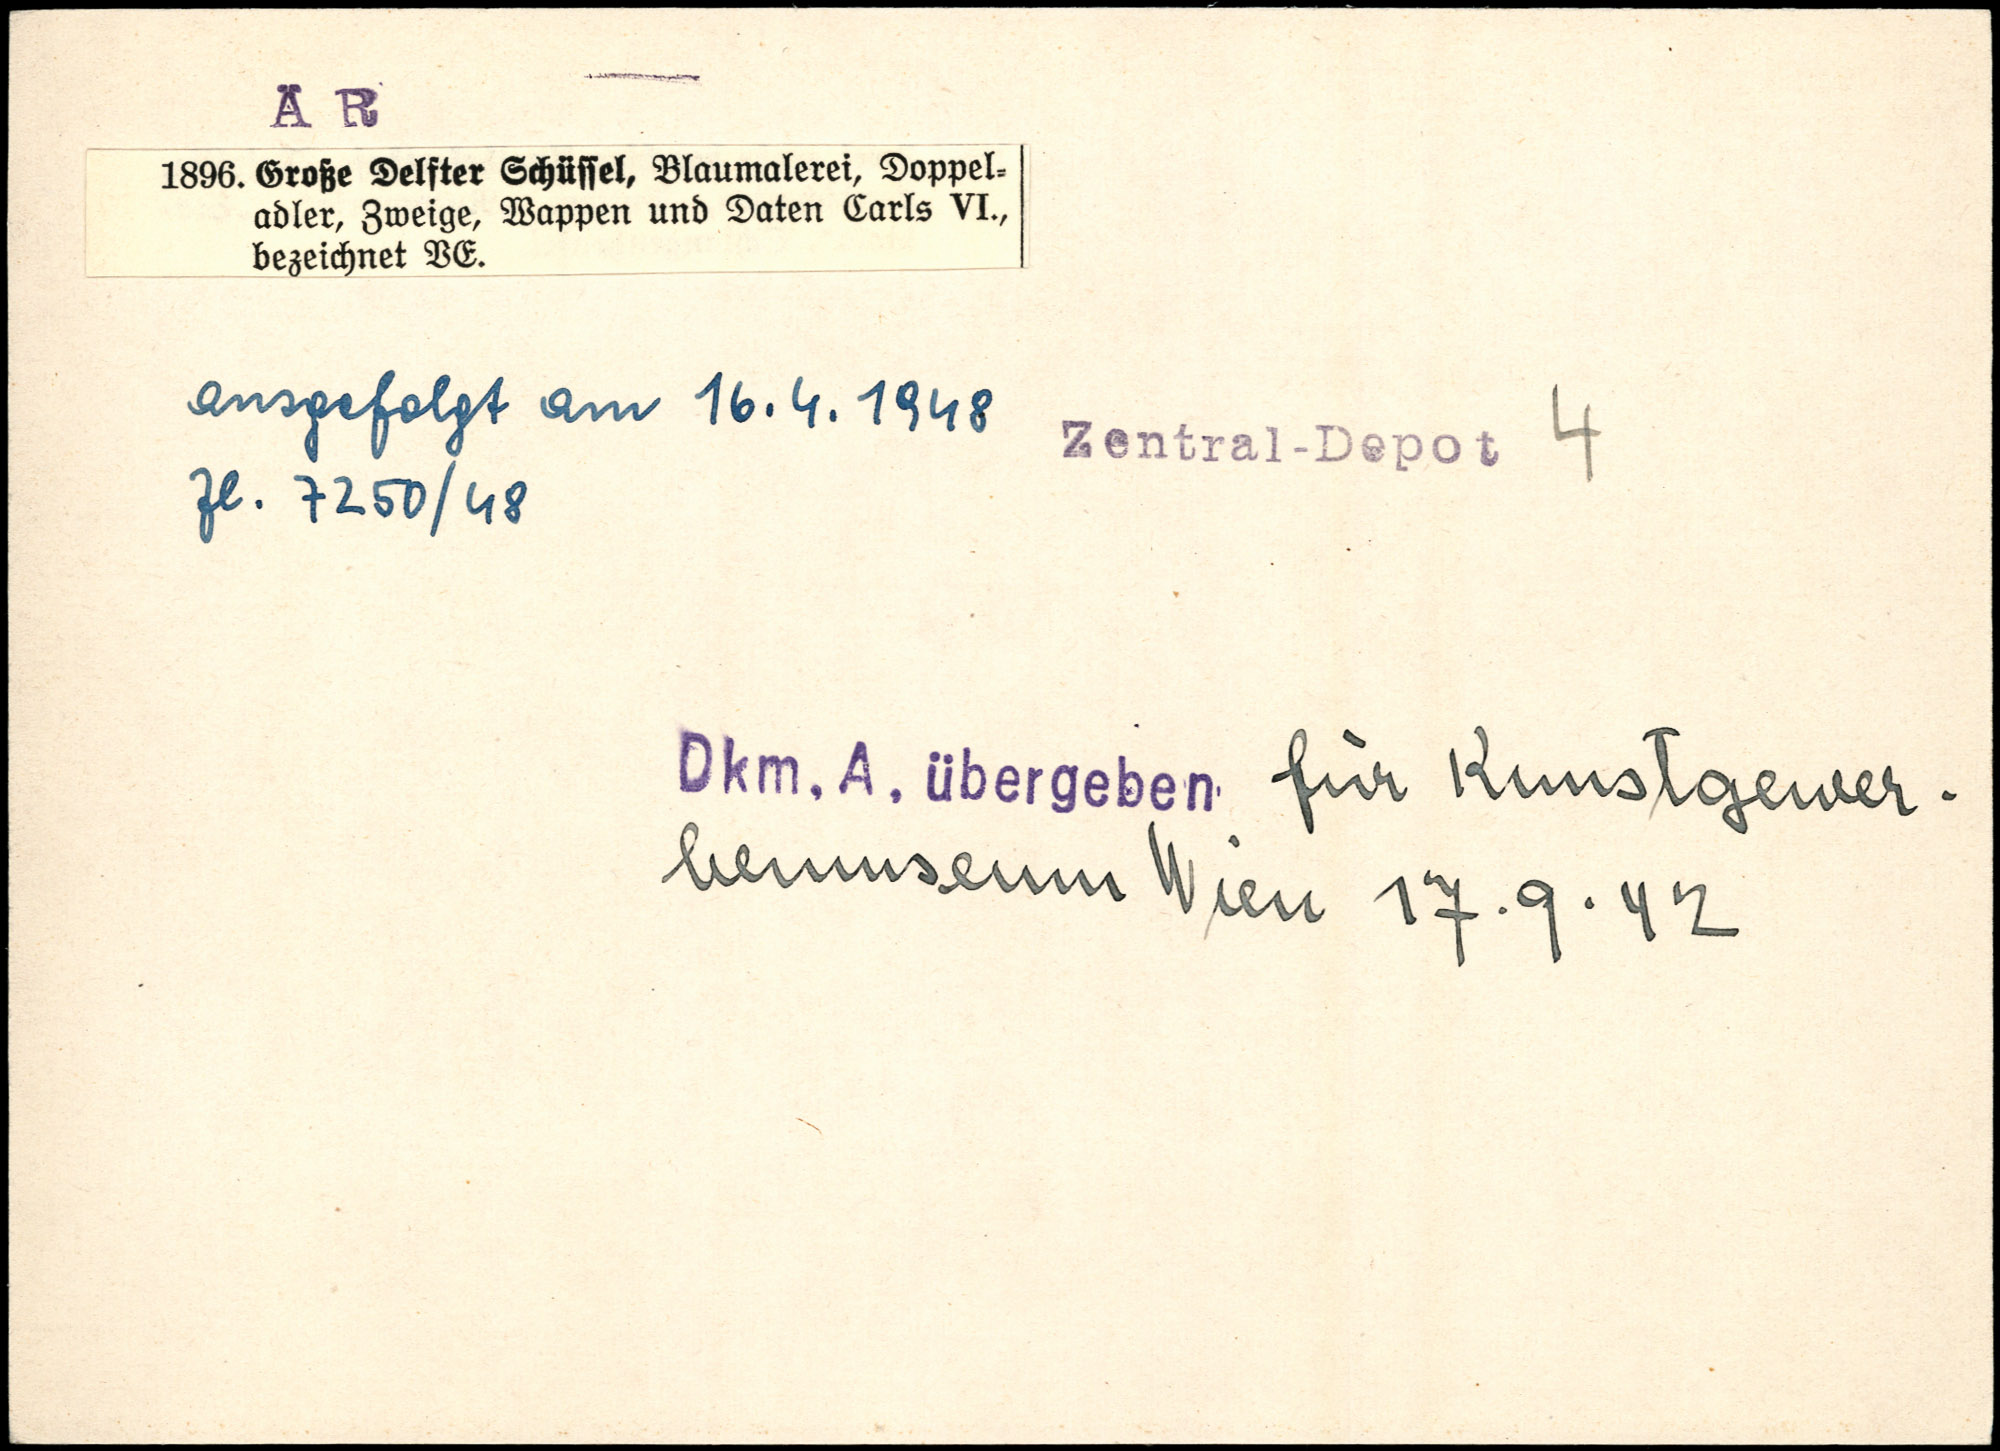 A R
1896. Große Delfter Schüssel, Blaumalerei, Doppel-
adler, Zweige, Wappen und Daten Carls VI.,
bezeichnet VE.
ausgefolgt am 16.4.1948
Zl. 7250/48
Zentral-Depot 4
Dkm. A. übergeben für Kunstgewer-
bemuseum Wien 17.9.42